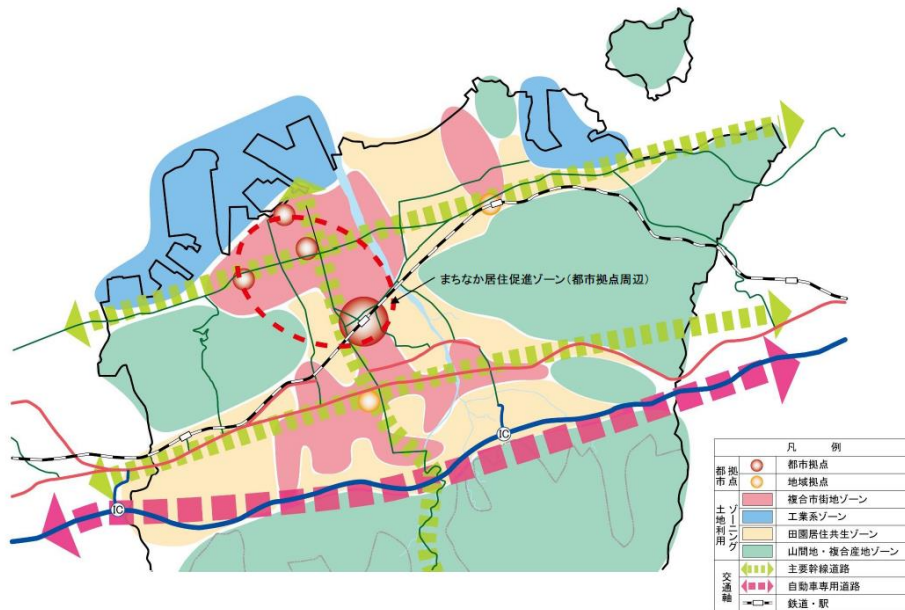 まちなか居住促進ゾーン(都市拠点周辺)
IC
IC
凡 例
都市拠点
都市拠点
地域拠点
土地利用ゾーニング
複合市街地ゾーン
工業系ゾーン
田園居住共生ゾーン
山間地・複合産地ゾーン
交通軸
主要幹線道路
自動車専用道路
鉄道・駅